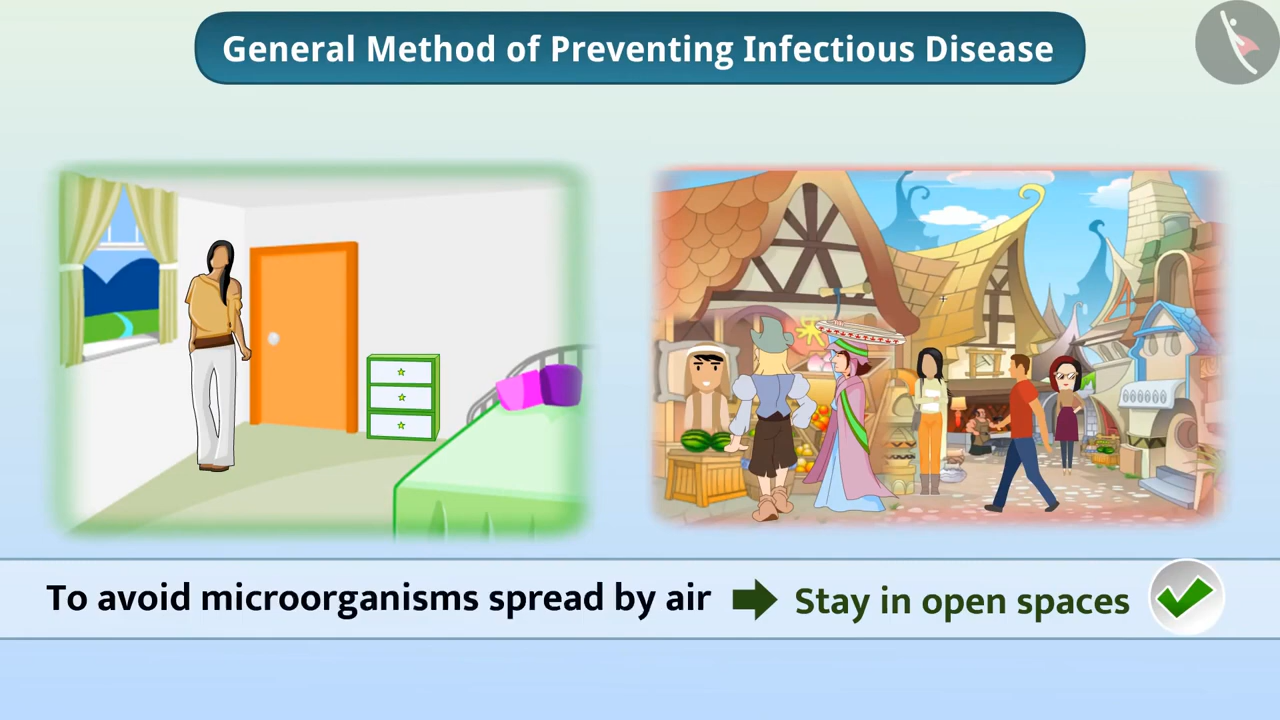 General Method of Preventing Infectious Disease
To avoid microorganisms spread by air Stay in open spaces